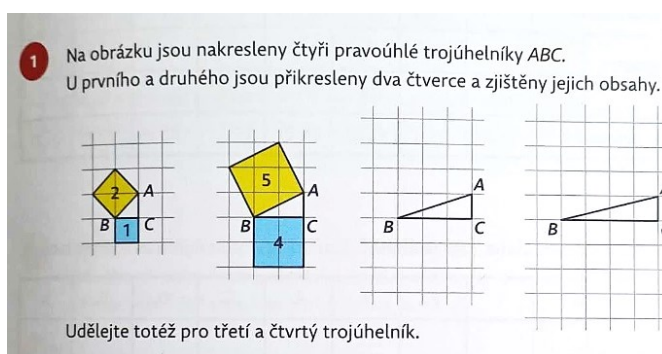 1 Na obrázku jsou nakresleny čtyři pravoúhlé trojúhelníky ABC.
U prvního a druhého jsou přikresleny dva čtverce a zjištěny jejich obsahy.
2 A
B 1 C
5 A
B 4 C
A
B C
B
Udělejte totéž pro třetí a čtvrtý trojúhelník.